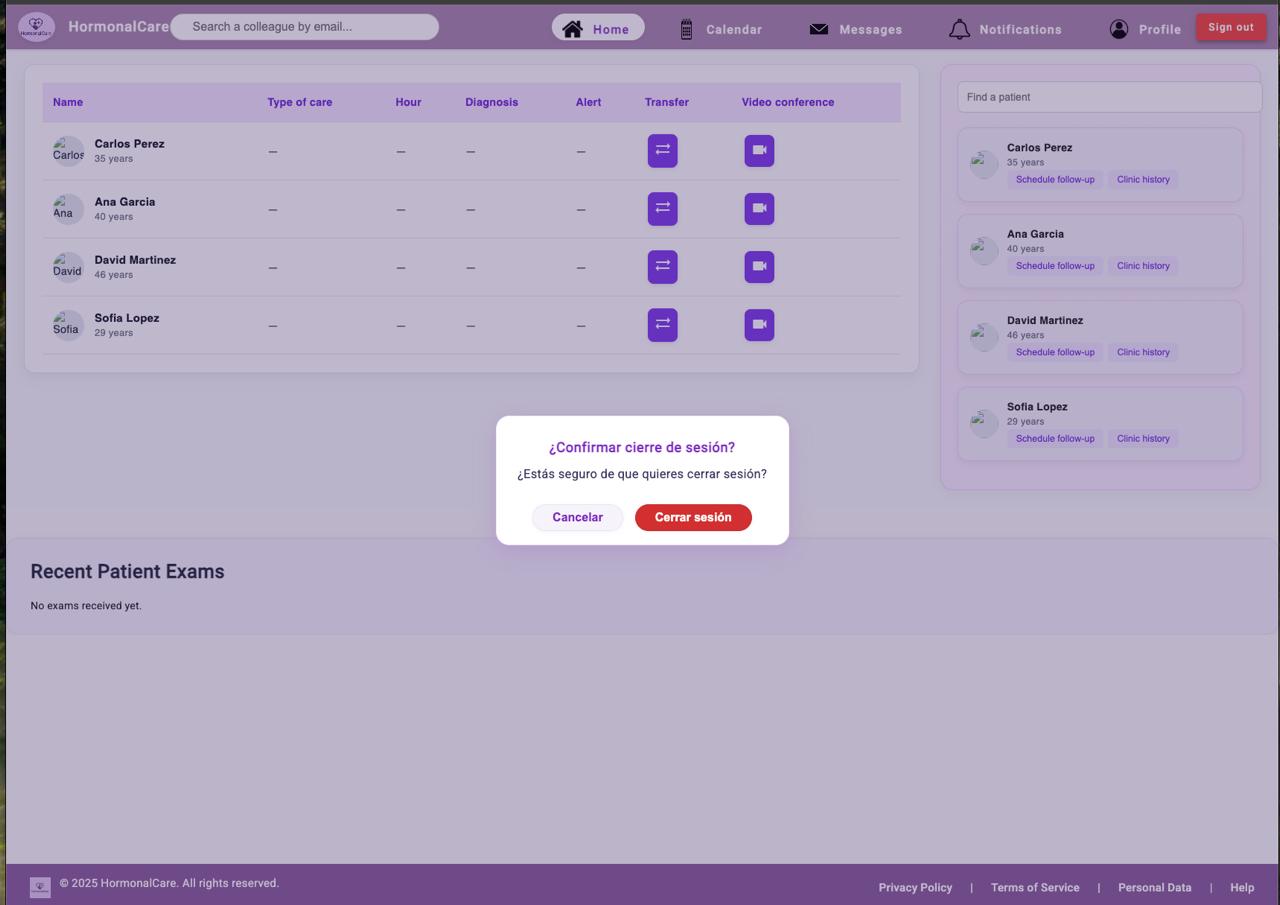 HormonalCare
Search a colleague by email...
Home
Calendar
Messages
Notifications
Profile
Sign out
Name Type of care Hour Diagnosis Alert Transfer Video conference
Carlos
Carlos Perez
35 years
— — — —
Ana
Ana Garcia
40 years
— — — —
David
David Martinez
46 years
— — — —
Sofia
Sofia Lopez
29 years
— — — —
Find a patient
Carlos Perez
35 years
Schedule follow-up Clinic history
Ana Garcia
40 years
Schedule follow-up Clinic history
David Martinez
46 years
Schedule follow-up Clinic history
Sofia Lopez
29 years
Schedule follow-up Clinic history
¿Confirmar cierre de sesión?
¿Estás seguro de que quieres cerrar sesión?
Cancelar Cerrar sesión
Recent Patient Exams
No exams received yet.
© 2025 HormonalCare. All rights reserved.
Privacy Policy | Terms of Service | Personal Data | Help